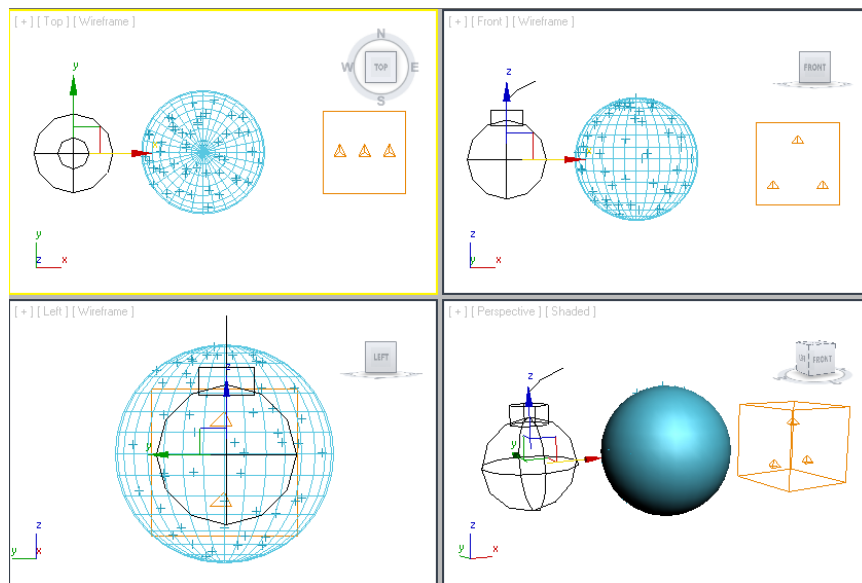 [ + ] [ Top ] [ Wireframe ]
N
W TOP E
S
y
x
y
z x
[ + ] [ Front ] [ Wireframe ]
FRONT
z
x
z
y x
[ + ] [ Left ] [ Wireframe ]
LEFT
z
y
z
y x
[ + ] [ Perspective ] [ Shaded ]
FRONT
z
y
z
y x